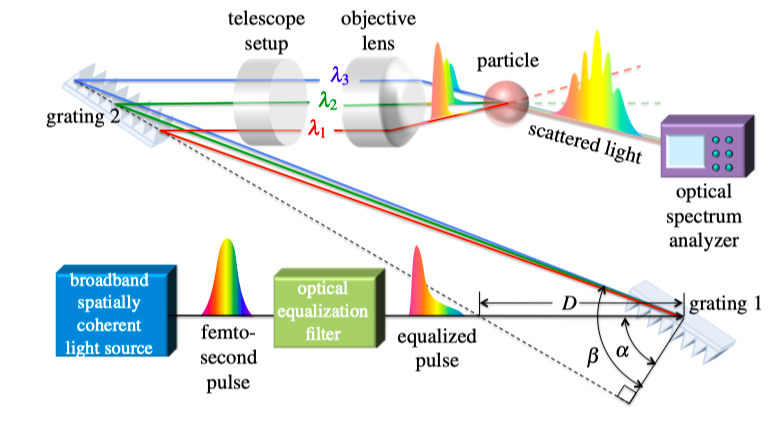 telescope
setup
objective
lens
particle
λ3
λ2
λ1
grating 2
scattered light
optical
spectrum
analyzer
broadband
spatially
coherent
light source
femto-
second
pulse
optical
equalization
filter
equalized
pulse
D
grating 1
β
α